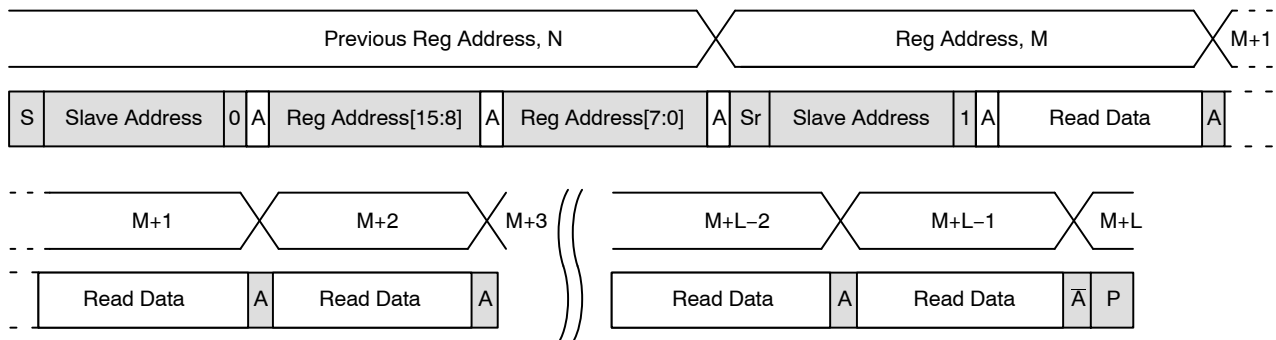 Previous Reg Address, N Reg Address, M M+1
S Slave Address 0 A Reg Address[15:8] A Reg Address[7:0] A Sr Slave Address 1 A Read Data A
M+1 M+2 M+3 M+L−2 M+L−1 M+L
Read Data A Read Data A Read Data A Read Data A̅ P